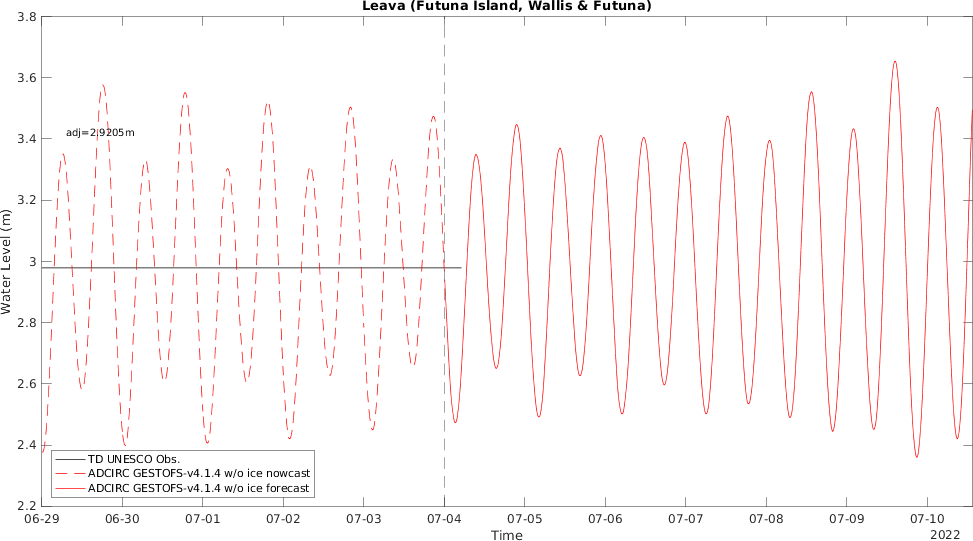 Leava (Futuna Island, Wallis & Futuna)
3.8
3.6
3.4
3.2
3
2.8
2.6
2.4
2.2
Water Level (m)
adj=2.9205m
TD UNESCO Obs.
ADCIRC GESTOFS-v4.1.4 w/o ice nowcast
ADCIRC GESTOFS-v4.1.4 w/o ice forecast
06-29 06-30 07-01 07-02 07-03 07-04 07-05 07-06 07-07 07-08 07-09 07-10
Time
2022